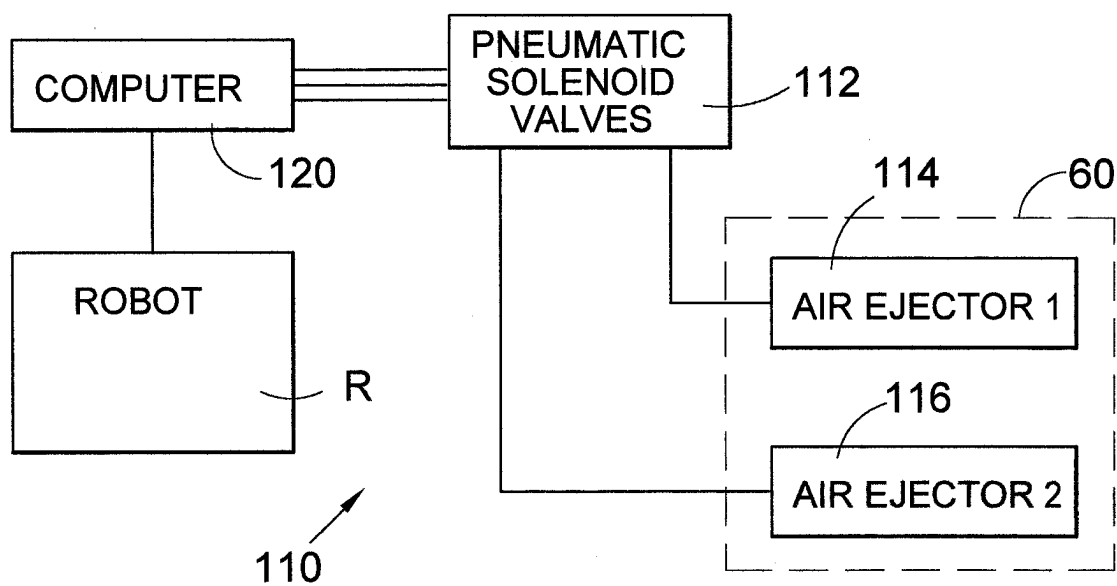 COMPUTER
120
PNEUMATIC
SOLENOID
VALVES
112
ROBOT
R
110
60
114
AIR EJECTOR 1
116
AIR EJECTOR 2